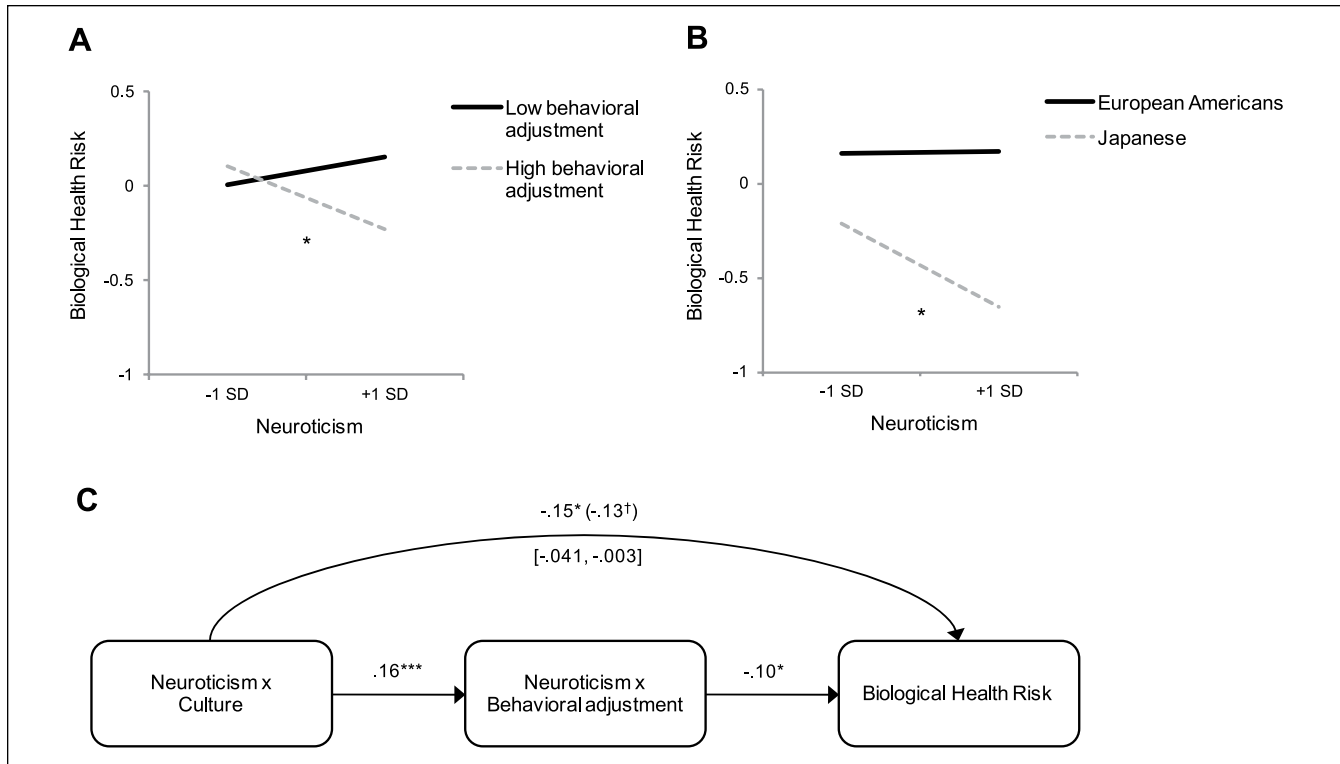 A
0.5
0
-0.5
-1
Biological Health Risk
-1 SD
+1 SD
Neuroticism
Low behavioral
adjustment
High behavioral
adjustment
*
B
0.5
0
-0.5
-1
Biological Health Risk
-1 SD
+1 SD
Neuroticism
European Americans
Japanese
*
C
-.15* (-.13†)
[-.041, -.003]
Neuroticism x
Culture
.16***
Neuroticism x
Behavioral adjustment
-.10*
Biological Health Risk